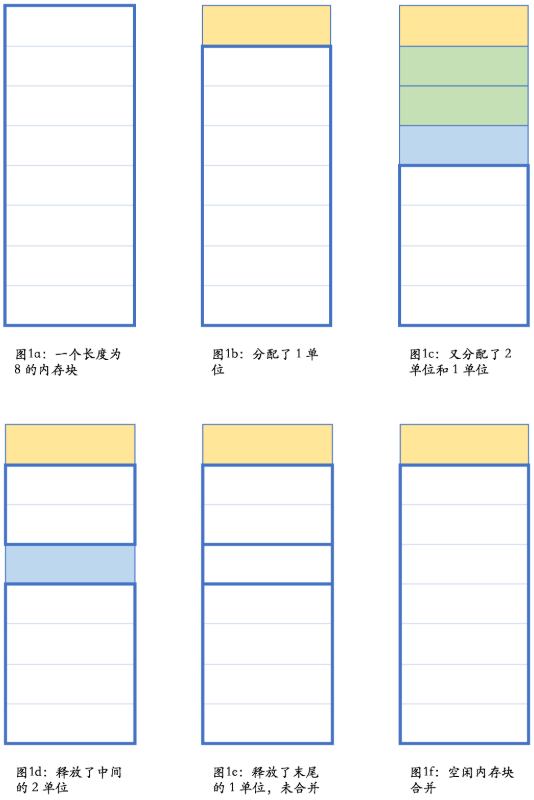 图1a：一个长度为
8 的内存块
图1b：分配了 1 单
位
图1c：又分配了 2
单位和 1 单位
图1d：释放了中间
的 2 单位
图1e：释放了末尾
的 1 单位，未合并
图1f：空闲内存块
合并